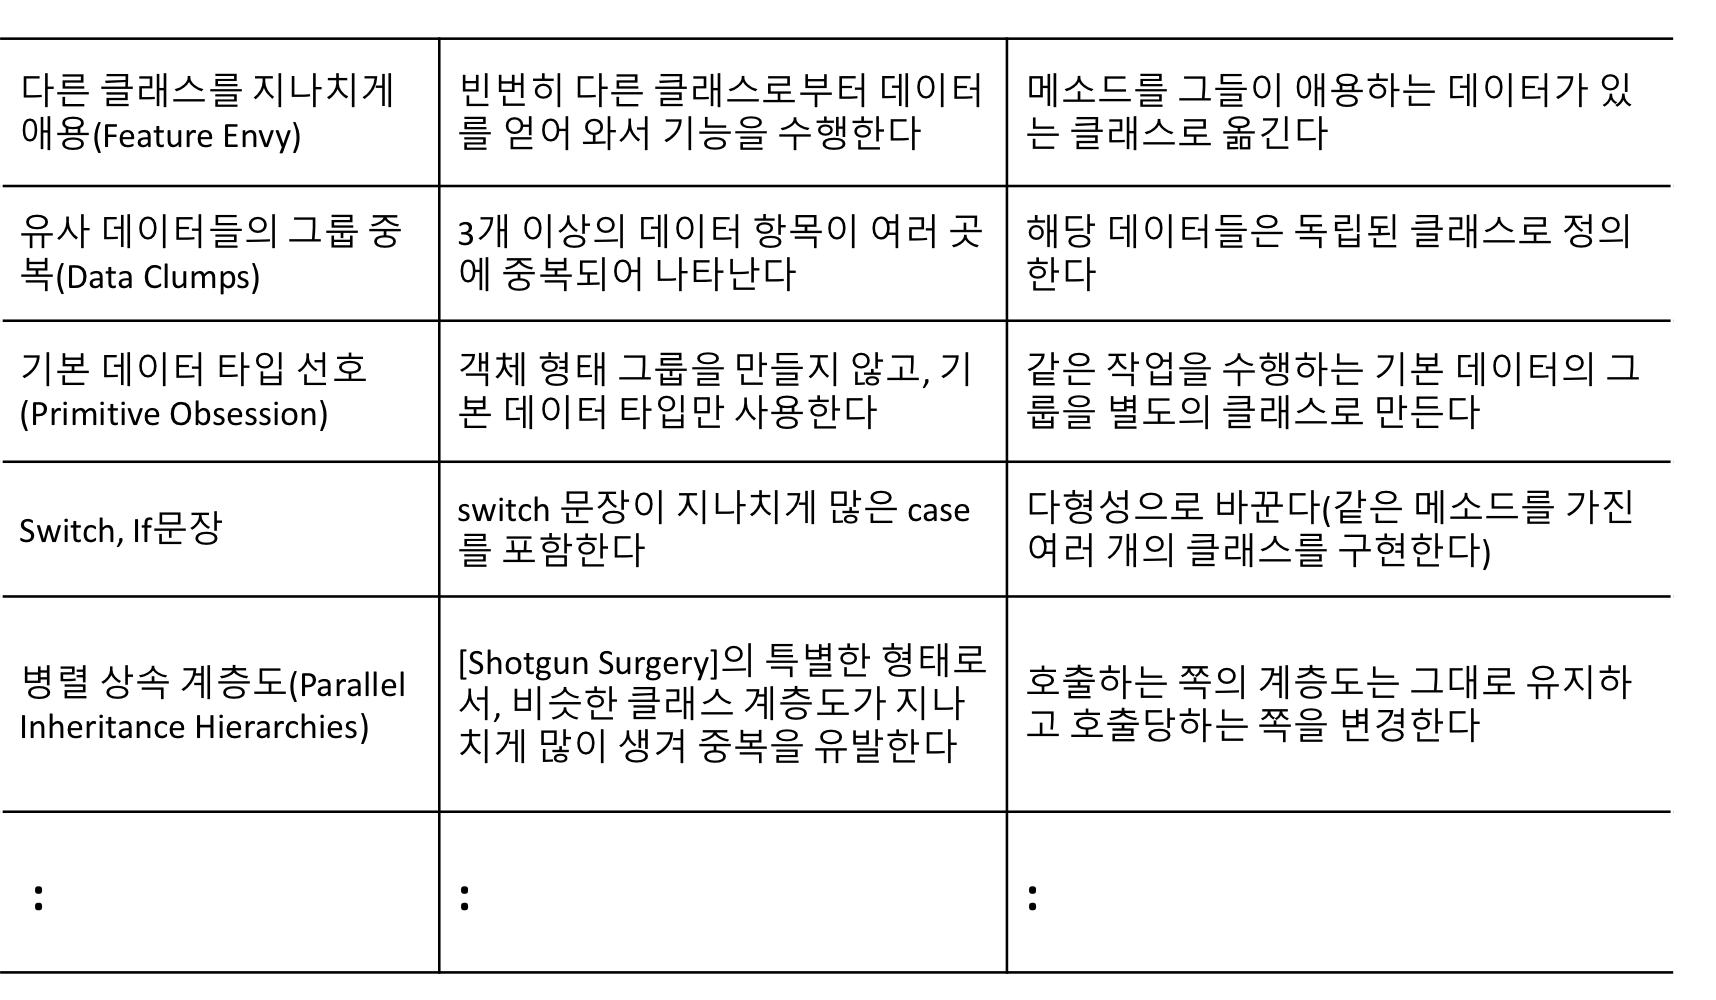 다른 클래스를 지나치게
애용(Feature Envy)
빈번히 다른 클래스로부터 데이터
를 얻어 와서 기능을 수행한다
메소드를 그들이 애용하는 데이터가 있
는 클래스로 옮긴다
유사 데이터들의 그룹 중
복(Data Clumps)
3개 이상의 데이터 항목이 여러 곳
에 중복되어 나타난다
해당 데이터들은 독립된 클래스로 정의
한다
기본 데이터 타입 선호
(Primitive Obsession)
객체 형태 그룹을 만들지 않고, 기
본 데이터 타입만 사용한다
같은 작업을 수행하는 기본 데이터의 그
룹을 별도의 클래스로 만든다
Switch, If문장
switch 문장이 지나치게 많은 case
를 포함한다
다형성으로 바꾼다(같은 메소드를 가진
여러 개의 클래스를 구현한다)
병렬 상속 계층도(Parallel
Inheritance Hierarchies)
[Shotgun Surgery]의 특별한 형태로
서, 비슷한 클래스 계층도가 지나
치게 많이 생겨 중복을 유발한다
호출하는 쪽의 계층도는 그대로 유지하
고 호출당하는 쪽을 변경한다
:
:
: